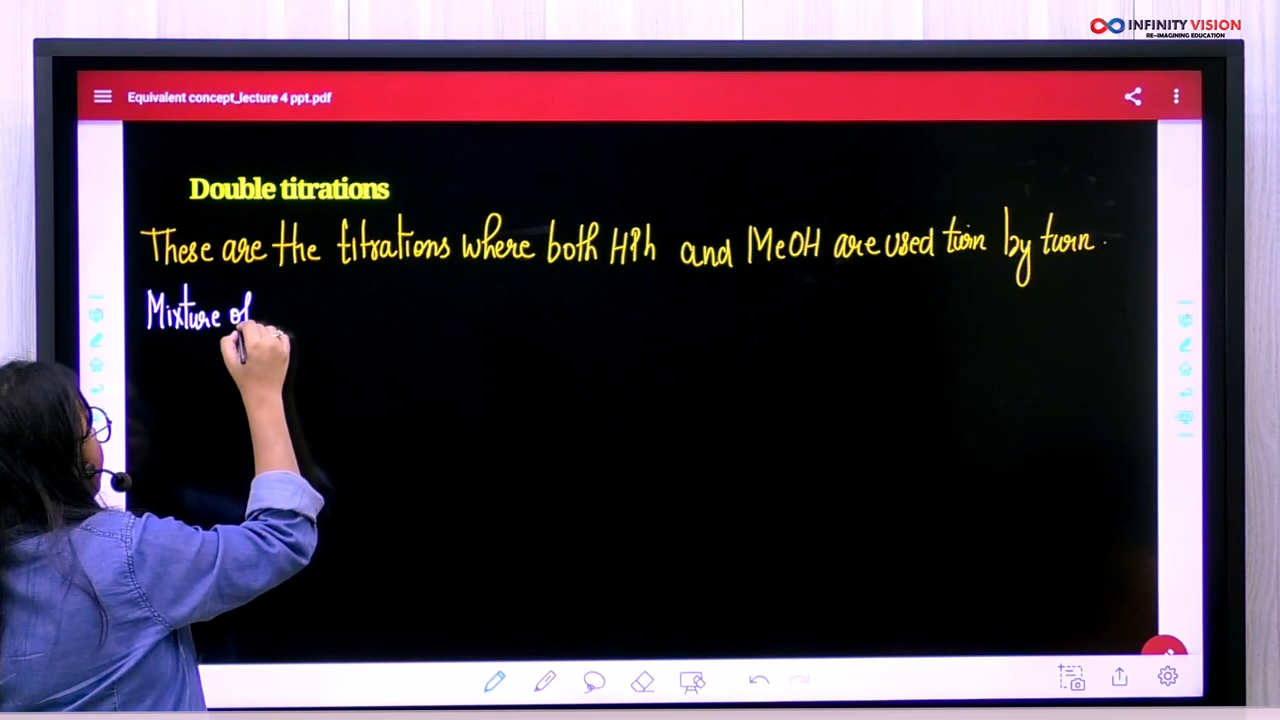 INFINITY VISION
RE-IMAGINING EDUCATION
Equivalent concept_lecture 4 ppt.pdf
Double titrations
These are the titrations where both HPh and MeOH are used turn by turn.
Mixture of